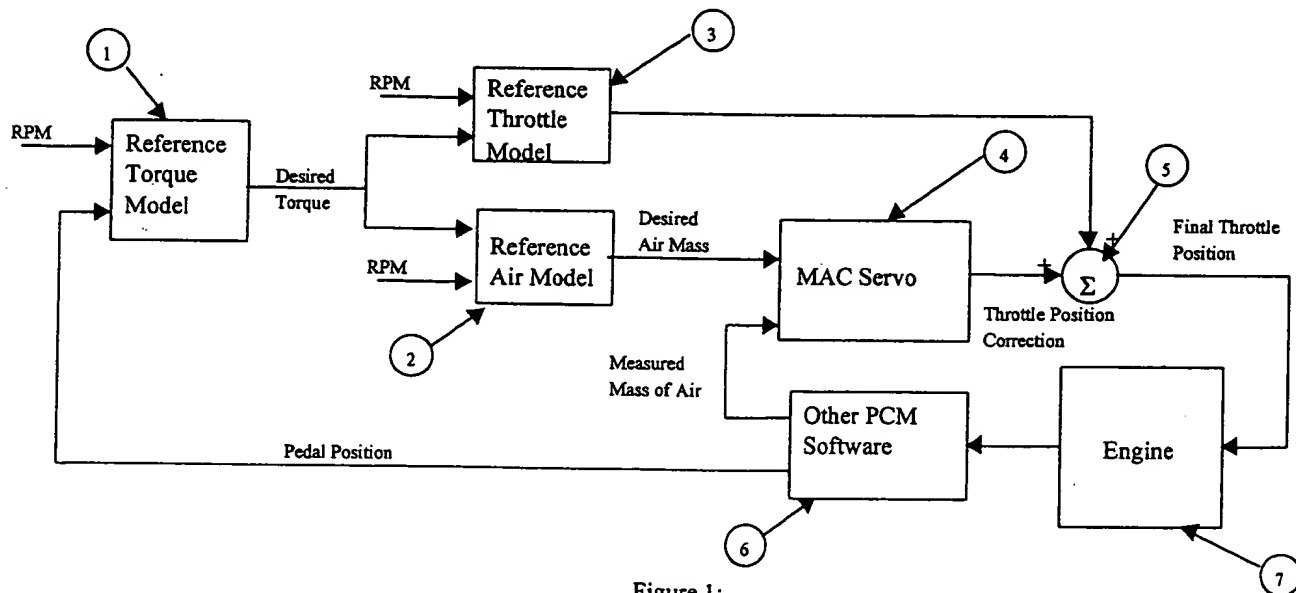 1
3
RPM
Reference
Throttle
Model
RPM
Reference
Torque
Model
4
5
Desired
Torque
Desired
Air Mass
+
Final Throttle
Position
Reference
Air Model
RPM
MAC Servo
+
Σ
Throttle Position
Correction
2
Measured
Mass of Air
Other PCM
Software
Engine
Pedal Position
6
7
Figure 1: